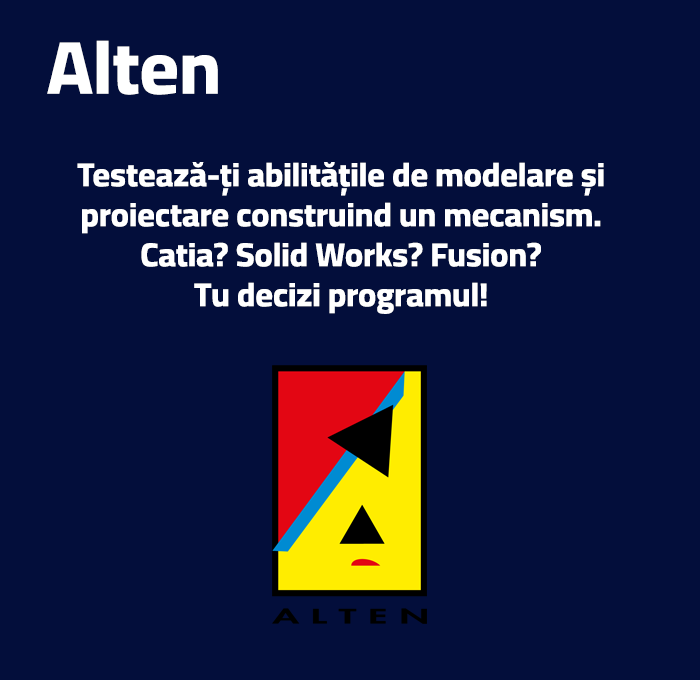 Alten
Testează-ți abilitățile de modelare și
proiectare construind un mecanism.
Catia? Solid Works? Fusion?
Tu decizi programul!
ALTEN